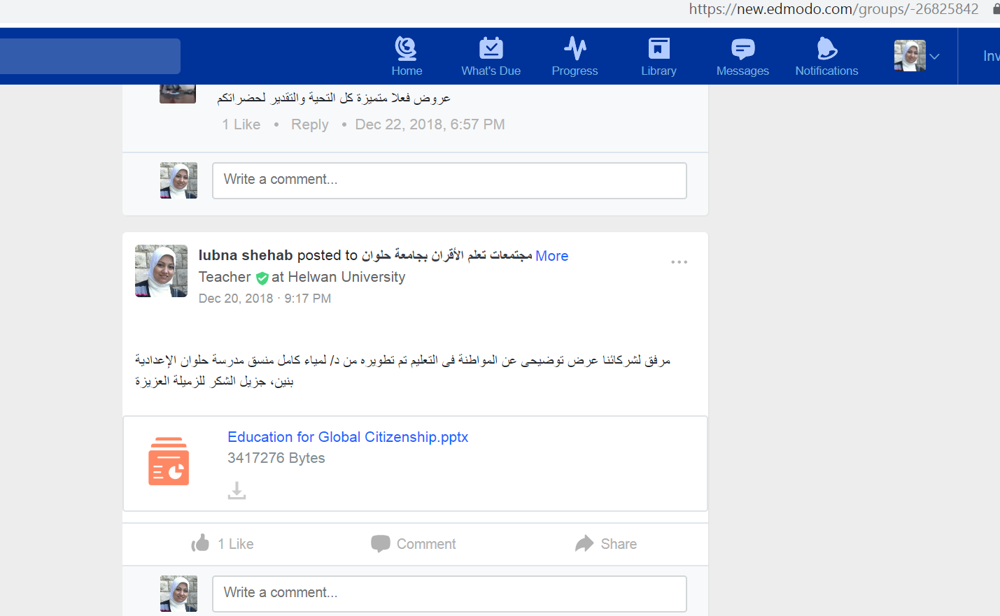 https://new.edmodo.com/groups/-26825842
Home
What's Due
Progress
Library
Messages
Notifications
Inv
عروض فعلا متميزة كل التحية والتقدير لحضراتكم
1 Like • Reply • Dec 22, 2018, 6:57 PM
Write a comment...
lubna shehab posted to مجتمعات تعلم الأقران بجامعة حلوان More
Teacher at Helwan University
Dec 20, 2018 · 9:17 PM
مرفق لشركائنا عرض توضيحى عن المواطنة فى التعليم تم تطويره من د/ لمياء كامل منسق مدرسة حلوان الإعدادية
بنين، جزيل الشكر للزميلة العزيزة
Education for Global Citizenship.pptx
3417276 Bytes
1 Like
Comment
Share
Write a comment...